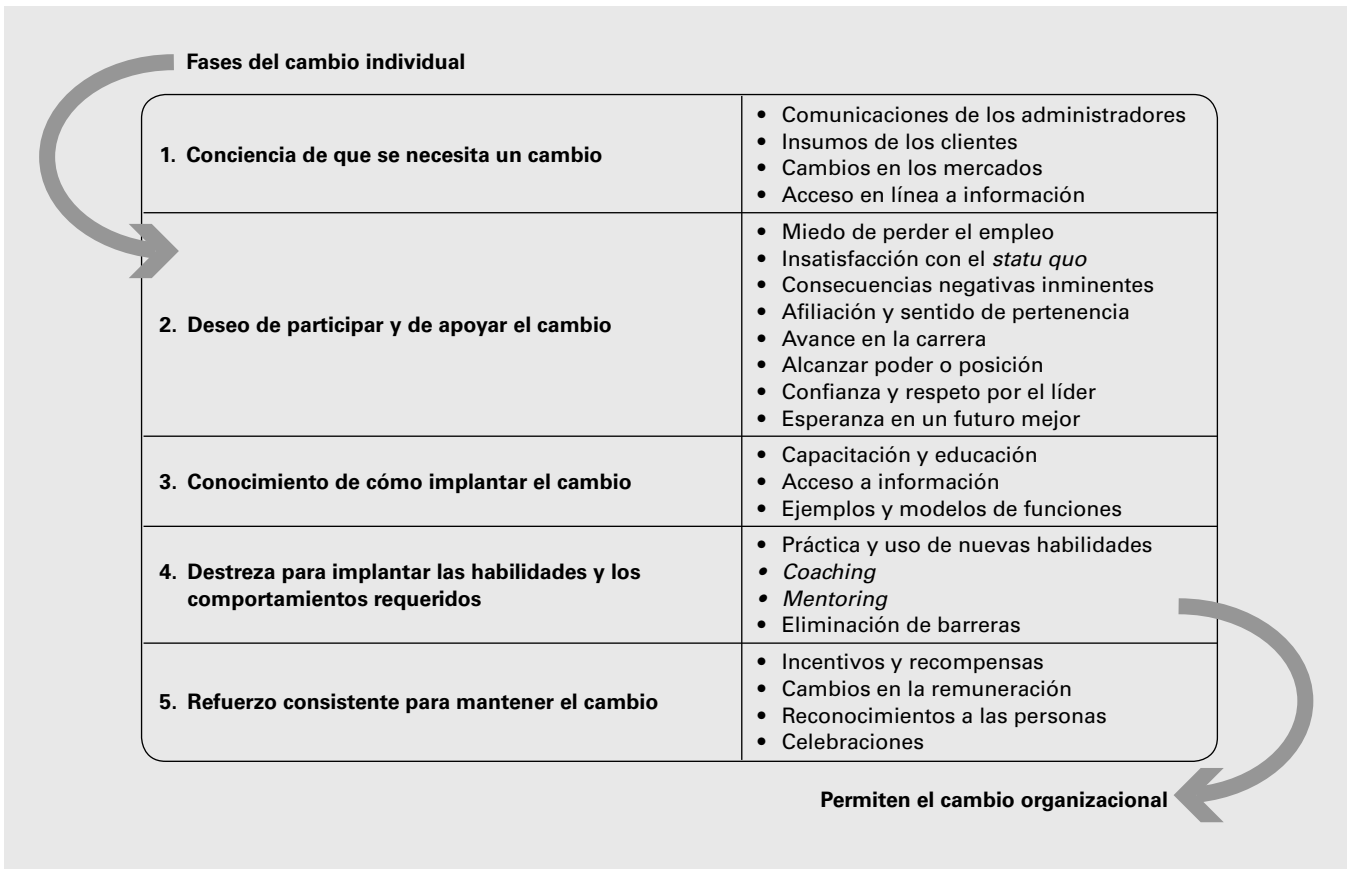 Fases del cambio individual
1. Conciencia de que se necesita un cambio
• Comunicaciones de los administradores
• Insumos de los clientes
• Cambios en los mercados
• Acceso en línea a información
2. Deseo de participar y de apoyar el cambio
• Miedo de perder el empleo
• Insatisfacción con el statu quo
• Consecuencias negativas inminentes
• Afiliación y sentido de pertenencia
• Avance en la carrera
• Alcanzar poder o posición
• Confianza y respeto por el líder
• Esperanza en un futuro mejor
3. Conocimiento de cómo implantar el cambio
• Capacitación y educación
• Acceso a información
• Ejemplos y modelos de funciones
4. Destreza para implantar las habilidades y los
comportamientos requeridos
• Práctica y uso de nuevas habilidades
• Coaching
• Mentoring
• Eliminación de barreras
5. Refuerzo consistente para mantener el cambio
• Incentivos y recompensas
• Cambios en la remuneración
• Reconocimientos a las personas
• Celebraciones
Permiten el cambio organizacional